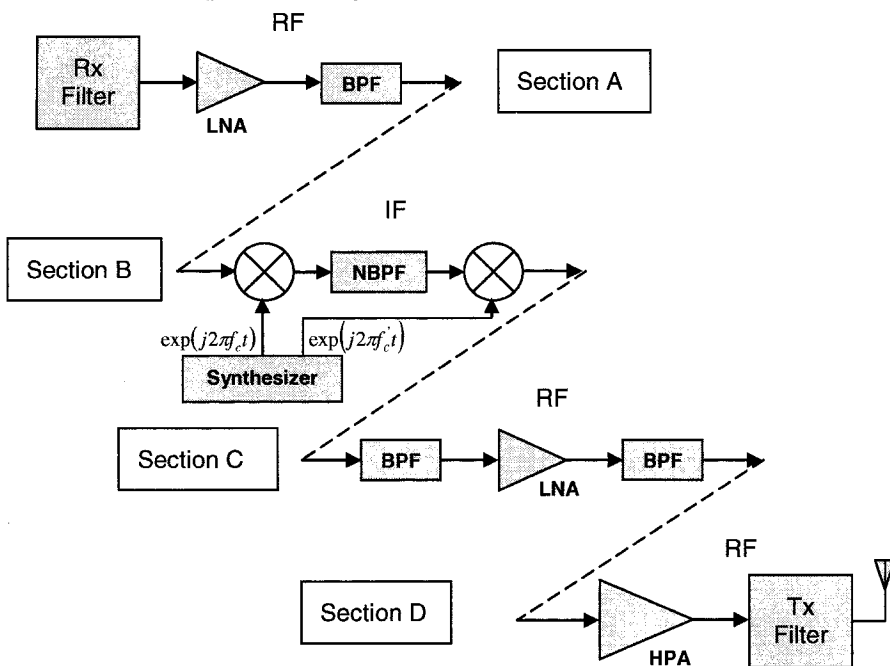 RF
Rx
Filter
LNA
BPF
Section A
IF
Section B
NBPF
exp(j2πf_c t)
exp(j2πf_c' t)
Synthesizer
RF
Section C
BPF
LNA
BPF
RF
Section D
HPA
Tx
Filter